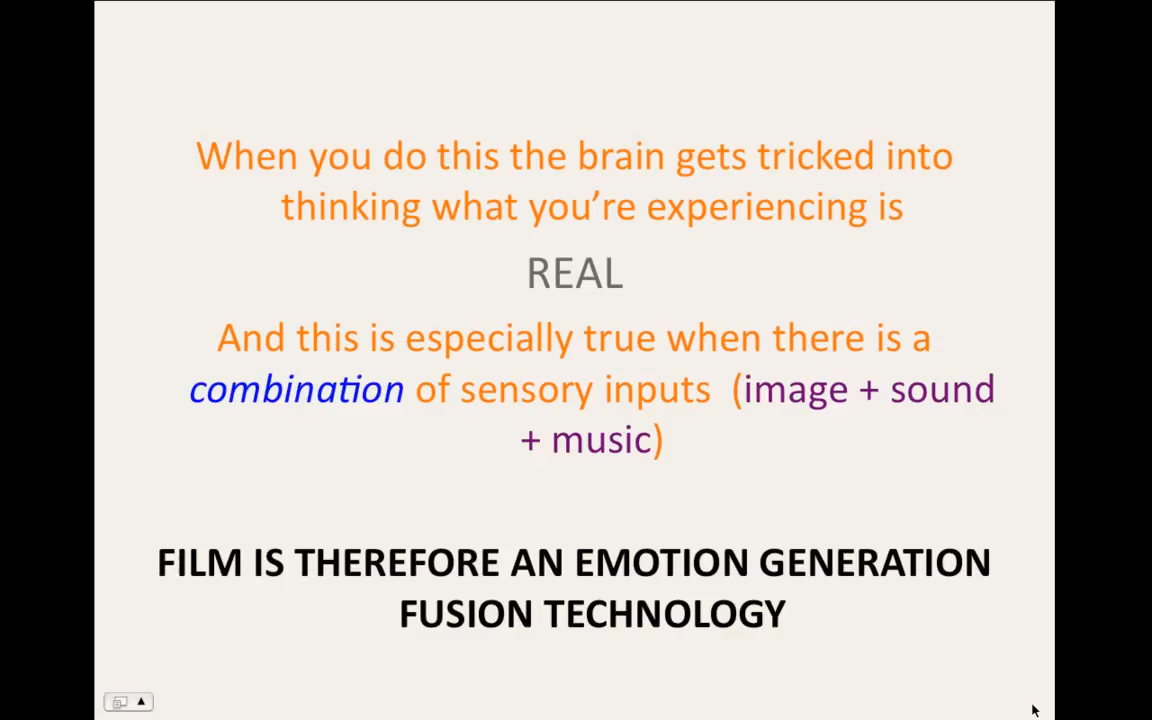 When you do this the brain gets tricked into
thinking what you’re experiencing is
REAL
And this is especially true when there is a
combination of sensory inputs (image + sound
+ music)
FILM IS THEREFORE AN EMOTION GENERATION
FUSION TECHNOLOGY